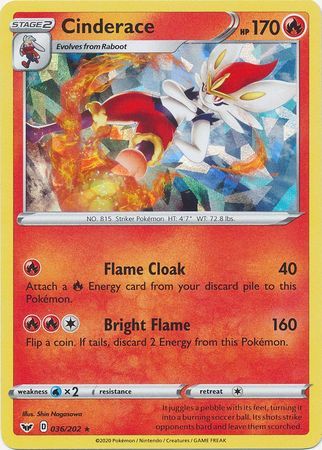 STAGE 2 Cinderace HP 170
Evolves from Raboot
NO. 815 Striker Pokémon HT: 4'7" WT: 72.8 lbs.
Flame Cloak 40
Attach a Energy card from your discard pile to this
Pokémon.
Bright Flame 160
Flip a coin. If tails, discard 2 Energy from this Pokémon.
weakness ×2 resistance retreat
Illus. Shin Nagasawa
D 036/202 ★
It juggles a pebble with its feet, turning it
into a burning soccer ball. Its shots strike
opponents hard and leave them scorched.
©2020 Pokémon / Nintendo / Creatures / GAME FREAK